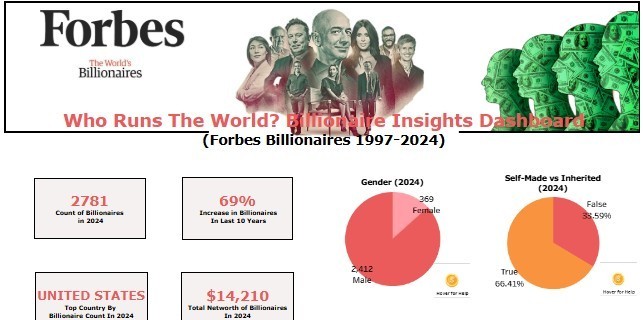 Forbes
The World's
Billionaires
Who Runs The World? Billionaire Insights Dashboard
(Forbes Billionaires 1997-2024)
2781
Count of Billionaires
in 2024
69%
Increase in Billionaires
In Last 10 Years
Gender (2024)
369
Female
2,412
Male
Hover for Help
Self-Made vs Inherited
(2024)
False
33.59%
True
66.41%
Hover for Help
UNITED STATES
Top Country By
Billionaire Count In 2024
$14,210
Total Networth of Billionaires
In 2024